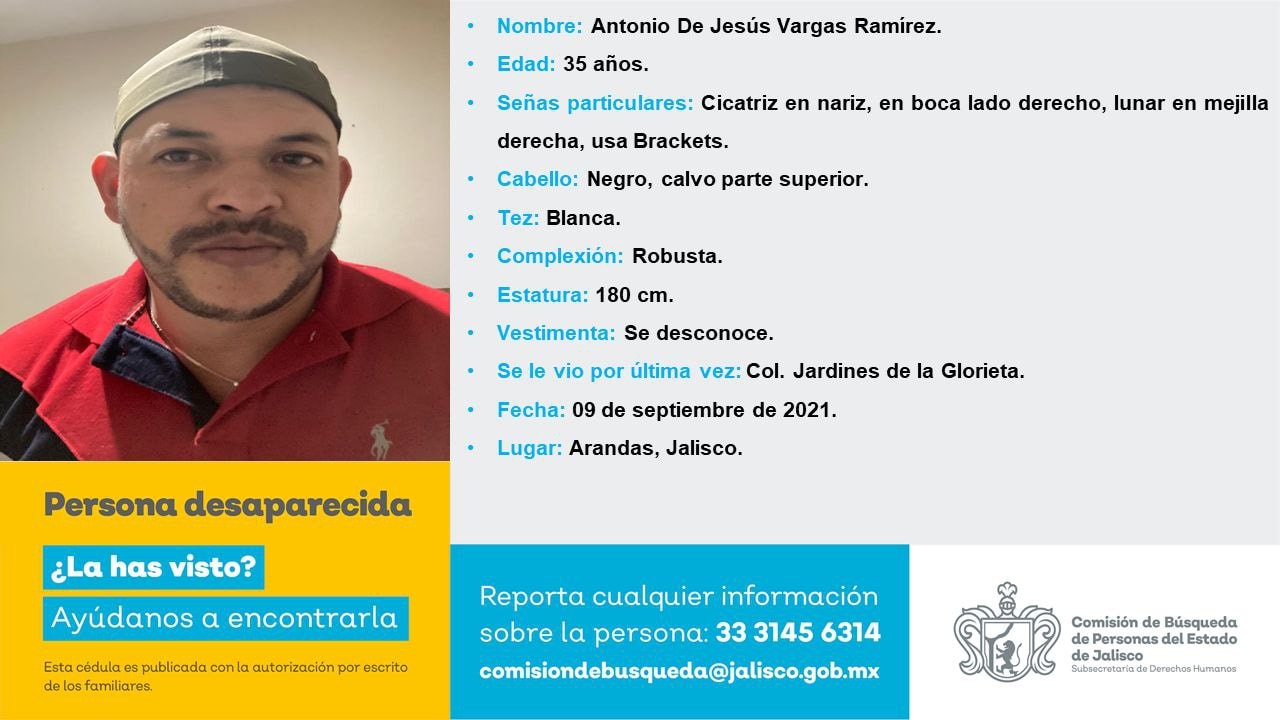 Nombre: Antonio De Jesús Vargas Ramírez.
Edad: 35 años.
Señas particulares: Cicatriz en nariz, en boca lado derecho, lunar en mejilla
derecha, usa Brackets.
Cabello: Negro, calvo parte superior.
Tez: Blanca.
Complexión: Robusta.
Estatura: 180 cm.
Vestimenta: Se desconoce.
Se le vio por última vez: Col. Jardines de la Glorieta.
Fecha: 09 de septiembre de 2021.
Lugar: Arandas, Jalisco.
Persona desaparecida
¿La has visto?
Ayúdanos a encontrarla
Esta cédula es publicada con la autorización por escrito
de los familiares.
Reporta cualquier información
sobre la persona: 33 3145 6314
comisiondebusqueda@jalisco.gob.mx
Comisión de Búsqueda
de Personas del Estado
de Jalisco
Subsecretaría de Derechos Humanos